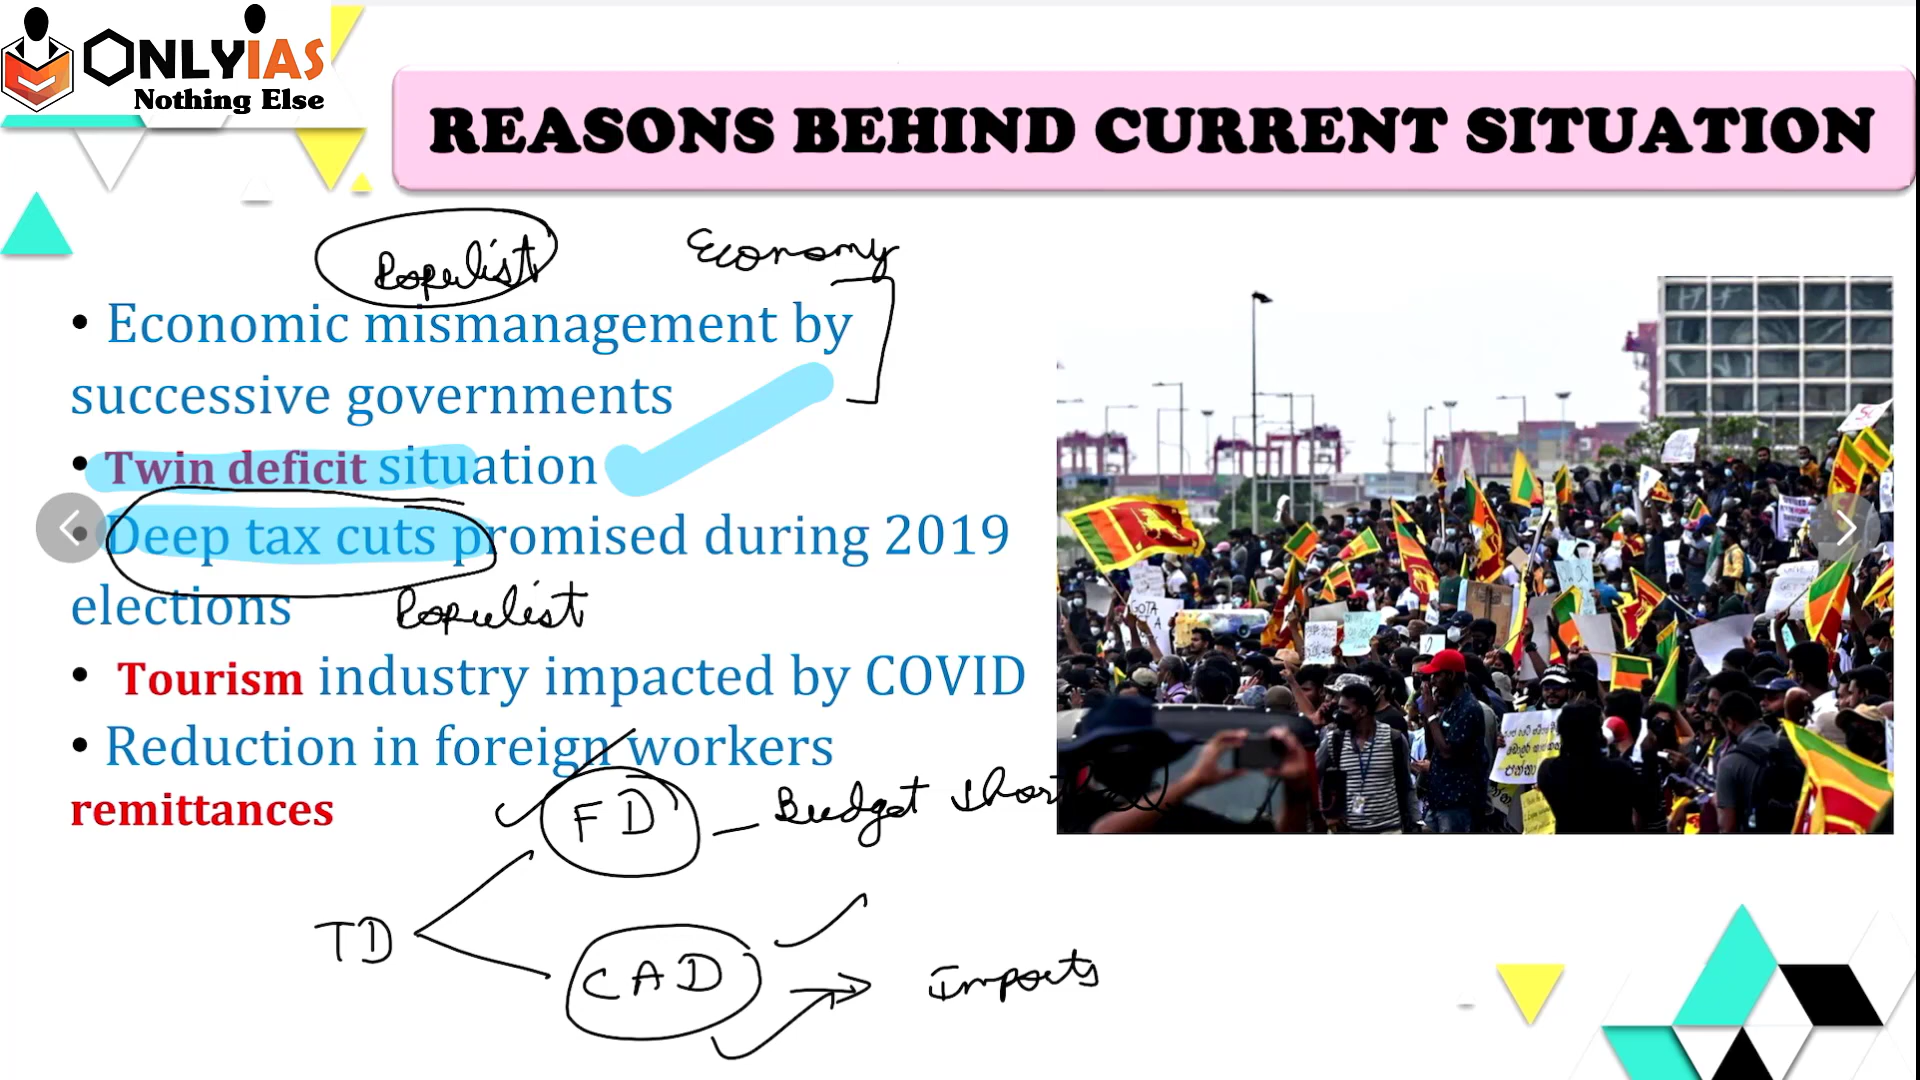 ONLYIAS
Nothing Else
REASONS BEHIND CURRENT SITUATION
Populist
Economy
• Economic mismanagement by
successive governments
• Twin deficit situation
• Deep tax cuts promised during 2019
elections
Populist
• Tourism industry impacted by COVID
• Reduction in foreign workers
remittances
FD — Budget
TD
CAD
Imports
GOTA